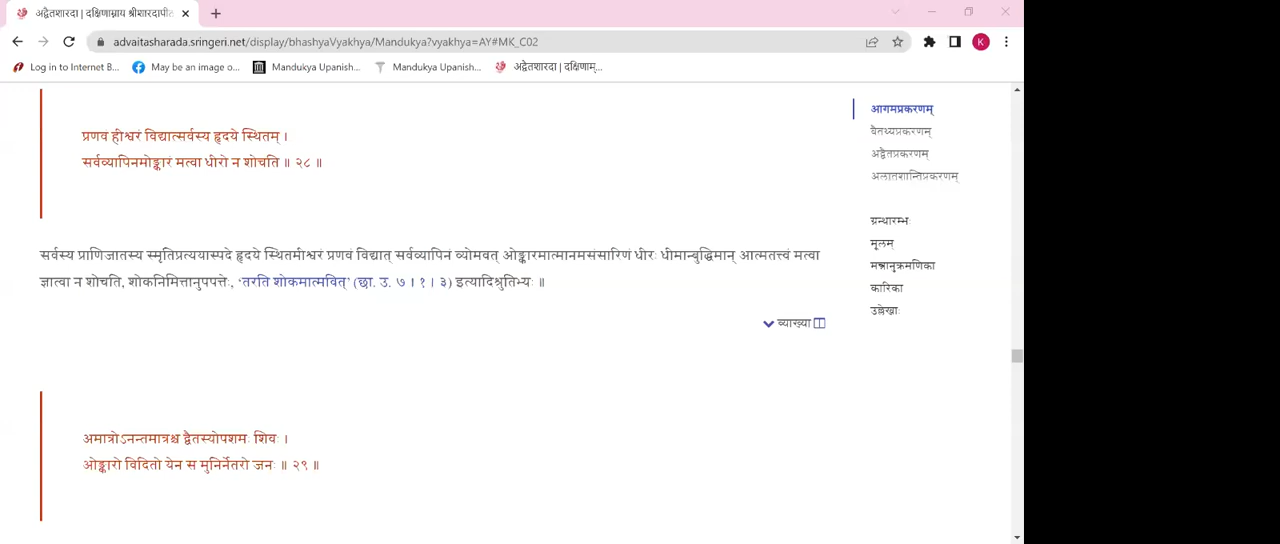 अद्वैतशारदा | दक्षिणाम्नाय श्रीशारदापीठ
advaitasharada.sringeri.net/display/bhashyaVyakhya/Mandukya?vyakhya=AY#MK_C02
K
Log in to Internet B... May be an image o... Mandukya Upanish... Mandukya Upanish... अद्वैतशारदा | दक्षिणाम्...
प्रणवं हीश्वरं विद्यात्सर्वस्य हृदये स्थितम् ।
सर्वव्यापिनमोङ्कारं मत्वा धीरो न शोचति ॥ २८ ॥
सर्वस्य प्राणिजातस्य स्मृतिप्रत्ययास्पदे हृदये स्थितमीश्वरं प्रणवं विद्यात् सर्वव्यापिनं व्योमवत् ओङ्कारमात्मानमसंसारिणं धीरः धीमान्बुद्धिमान् आत्मतत्त्वं मत्वा
ज्ञात्वा न शोचति, शोकनिमित्तानुपपत्तेः, ‘तरति शोकमात्मवित्’ (छा. उ. ७ । १ । ३) इत्यादिश्रुतिभ्यः ॥
व्याख्या
अमात्रोऽनन्तमात्रश्च द्वैतस्योपशमः शिवः ।
ओङ्कारो विदितो येन स मुनिर्नेतरो जनः ॥ २९ ॥
आगमप्रकरणम्
वैतथ्यप्रकरणम्
अद्वैतप्रकरणम्
अलातशान्तिप्रकरणम्
ग्रन्थारम्भः
मूलम्
मन्त्रानुक्रमणिका
कारिका
उल्लेखाः